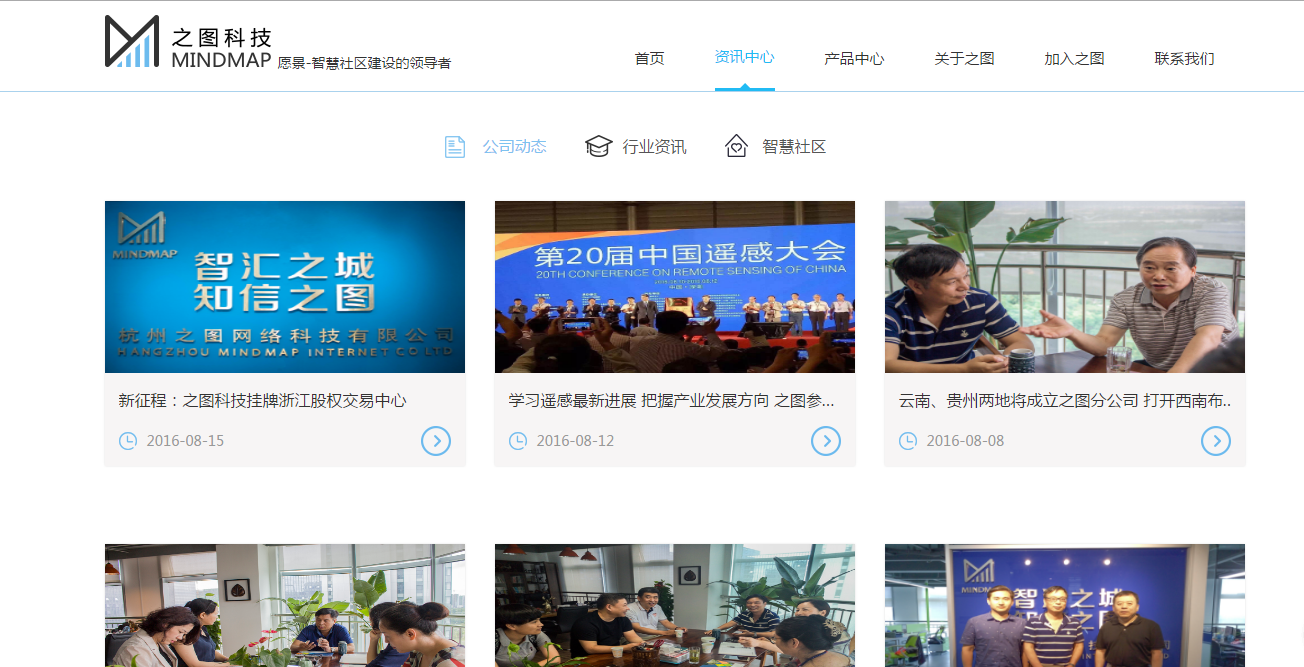 之图科技
MINDMAP 愿景-智慧社区建设的领导者
首页 资讯中心 产品中心 关于之图 加入之图 联系我们
公司动态 行业资讯 智慧社区
MINDMAP
智汇之城
知信之图
杭州之图网络科技有限公司
HANGZHOU MINDMAP INTERNET CO LTD
第20届中国遥感大会
20TH CONFERENCE ON REMOTE SENSING OF CHINA
新征程：之图科技挂牌浙江股权交易中心
2016-08-15
学习遥感最新进展 把握产业发展方向 之图参...
2016-08-12
云南、贵州两地将成立之图分公司 打开西南布..
2016-08-08